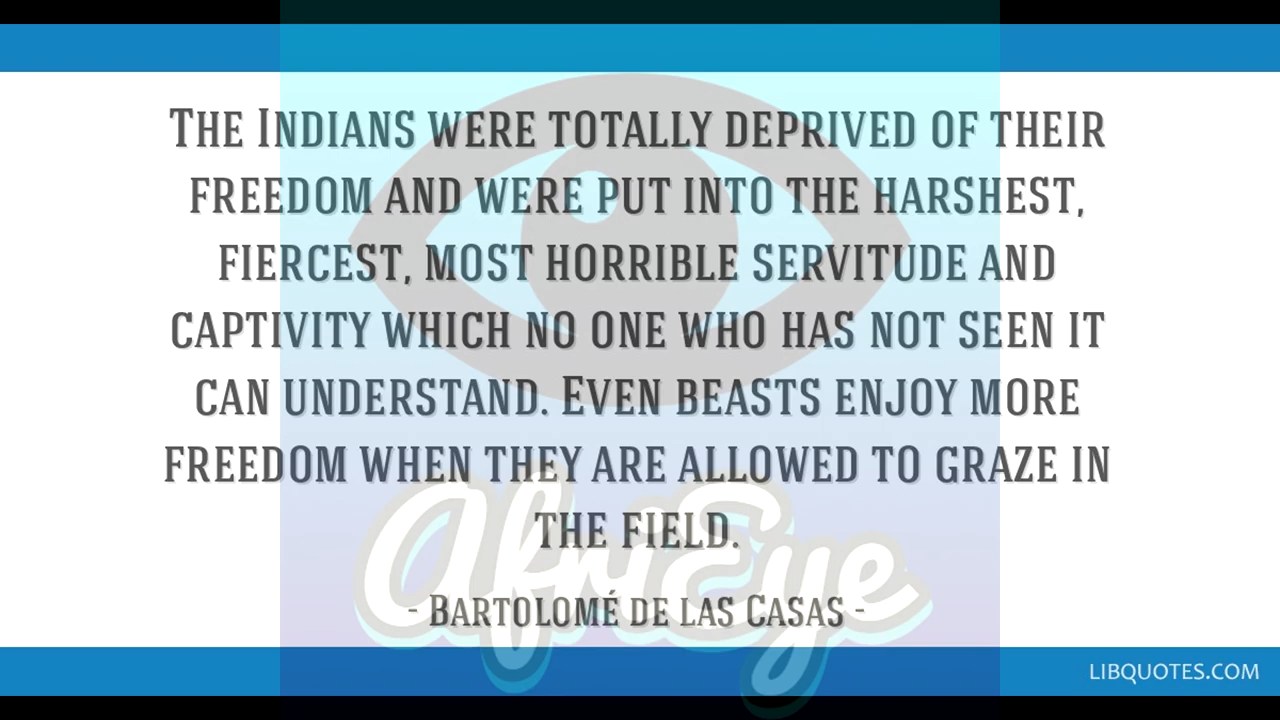 The Indians were totally deprived of their
freedom and were put into the harshest,
fiercest, most horrible servitude and
captivity which no one who has not seen it
can understand. Even beasts enjoy more
freedom when they are allowed to graze in
the field.
- Bartolomé de las Casas -
AfriEye
LIBQUOTES.COM